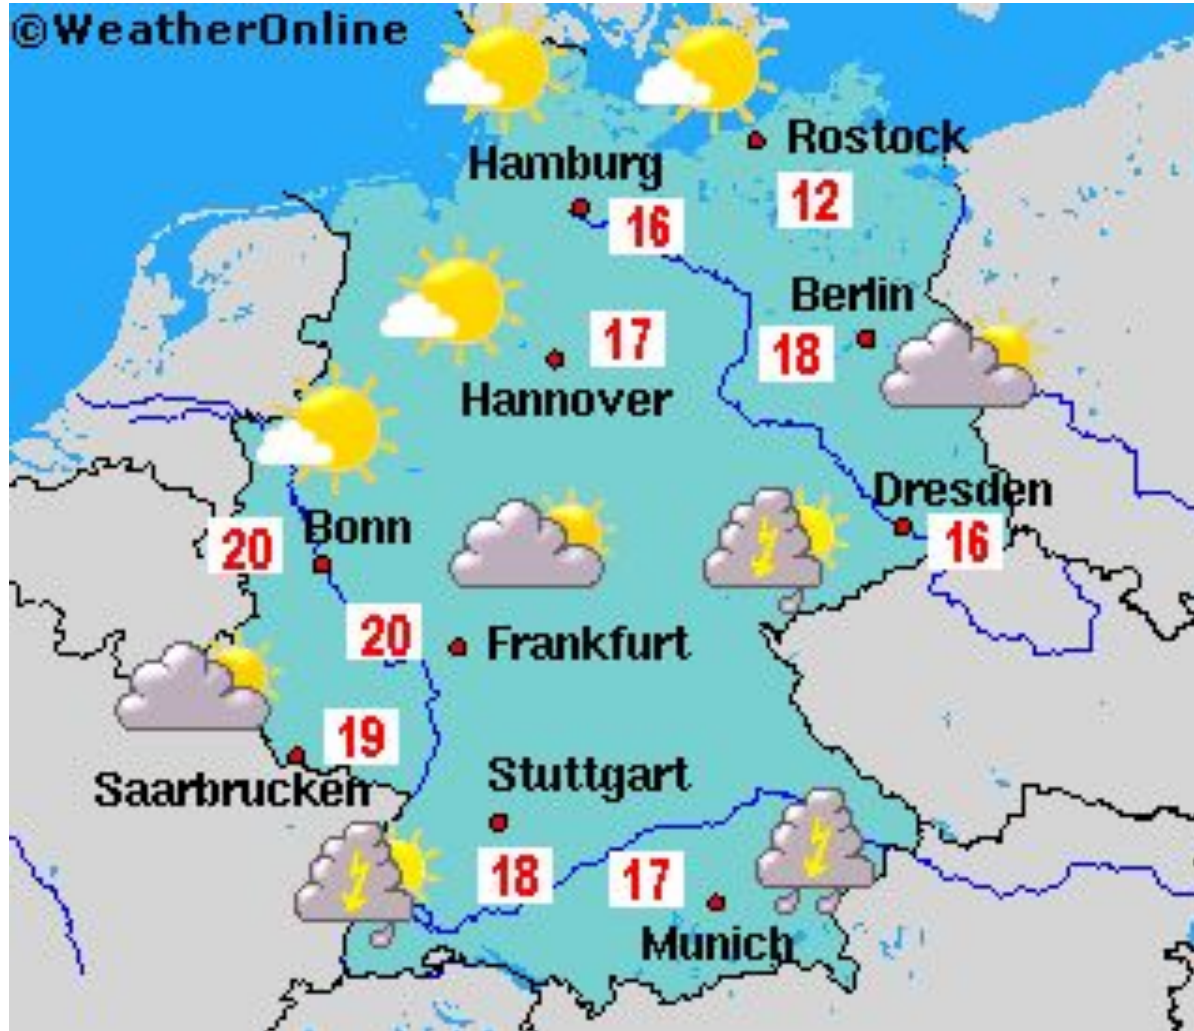 ©WeatherOnline
Rostock
Hamburg
12
16
Berlin
17
18
Hannover
Dresden
Bonn
20
16
20
Frankfurt
19
Stuttgart
Saarbrucken
18
17
Munich